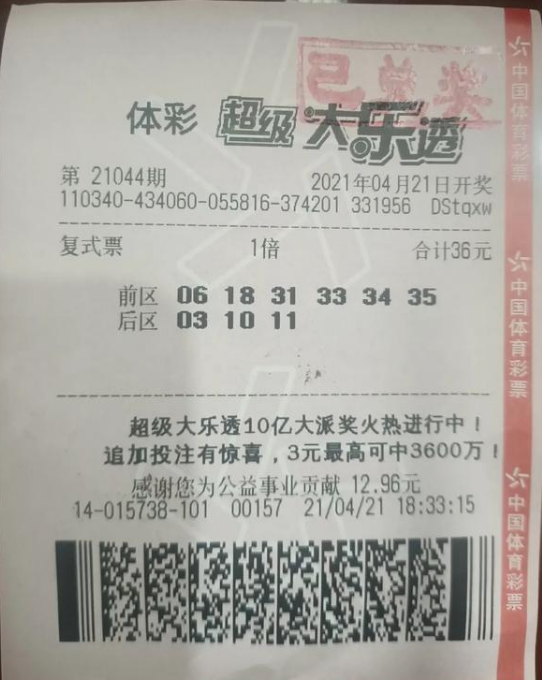 已兑奖
体彩 超级大乐透
第 21044期 2021年04月21日开奖
110340-434060-055816-374201 331956 DStqxw
复式票 1倍 合计36元
前区 06 18 31 33 34 35
后区 03 10 11
超级大乐透10亿大派奖火热进行中！
追加投注有惊喜，3元最高可中3600万！
感谢您为公益事业贡献 12.96元
14-015738-101 00157 21/04/21 18:33:15
中国体育彩票
中国体育彩票
中国体育彩票